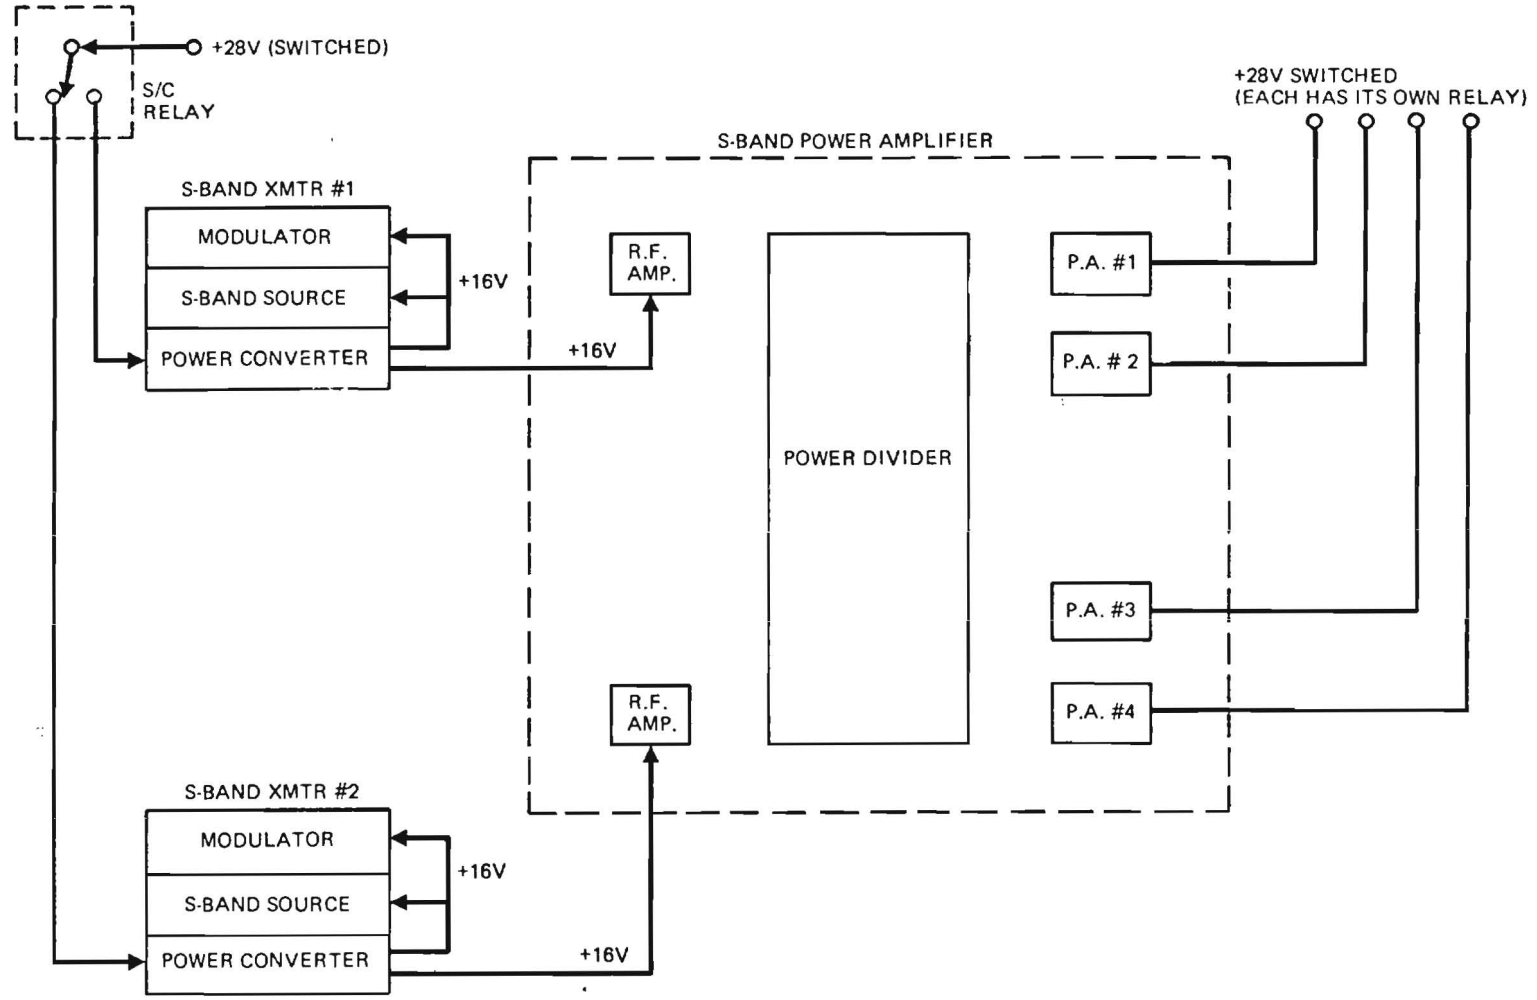 +28V (SWITCHED)
S/C
RELAY
+28V SWITCHED
(EACH HAS ITS OWN RELAY)
S-BAND POWER AMPLIFIER
S-BAND XMTR #1
MODULATOR
S-BAND SOURCE
POWER CONVERTER
+16V
+16V
R.F.
AMP.
POWER DIVIDER
P.A. #1
P.A. # 2
P.A. #3
P.A. #4
R.F.
AMP.
S-BAND XMTR #2
MODULATOR
S-BAND SOURCE
POWER CONVERTER
+16V
+16V